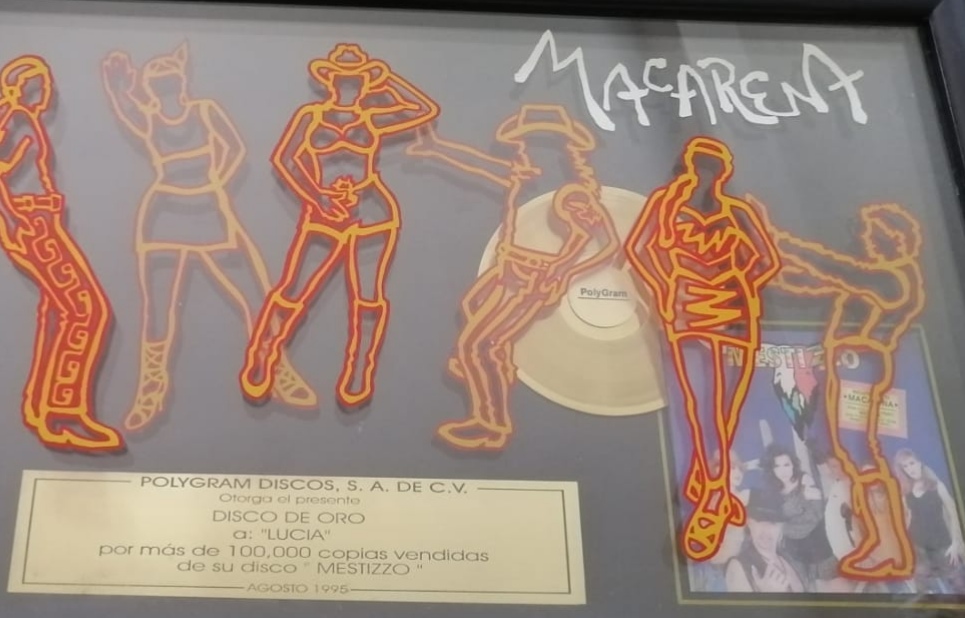 MACARENA
PolyGram
MESTIZZO
MACARENA
POLYGRAM DISCOS, S. A. DE C.V.
Otorga el presente
DISCO DE ORO
a: "LUCIA"
por más de 100,000 copias vendidas
de su disco " MESTIZZO "
AGOSTO 1995